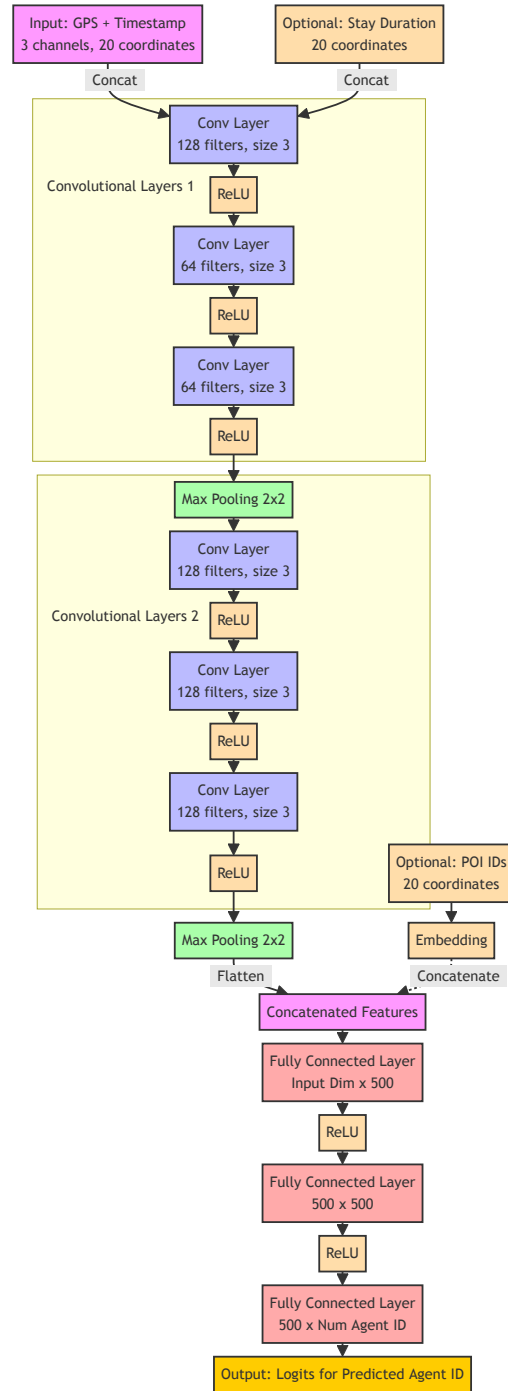 Input: GPS + Timestamp
3 channels, 20 coordinates
Optional: Stay Duration
20 coordinates
Concat
Concat
Conv Layer
128 filters, size 3
Convolutional Layers 1
ReLU
Conv Layer
64 filters, size 3
ReLU
Conv Layer
64 filters, size 3
ReLU
Max Pooling 2x2
Conv Layer
128 filters, size 3
Convolutional Layers 2
ReLU
Conv Layer
128 filters, size 3
ReLU
Conv Layer
128 filters, size 3
ReLU
Optional: POI IDs
20 coordinates
Max Pooling 2x2
Embedding
Flatten
Concatenate
Concatenated Features
Fully Connected Layer
Input Dim x 500
ReLU
Fully Connected Layer
500 x 500
ReLU
Fully Connected Layer
500 x Num Agent ID
Output: Logits for Predicted Agent ID